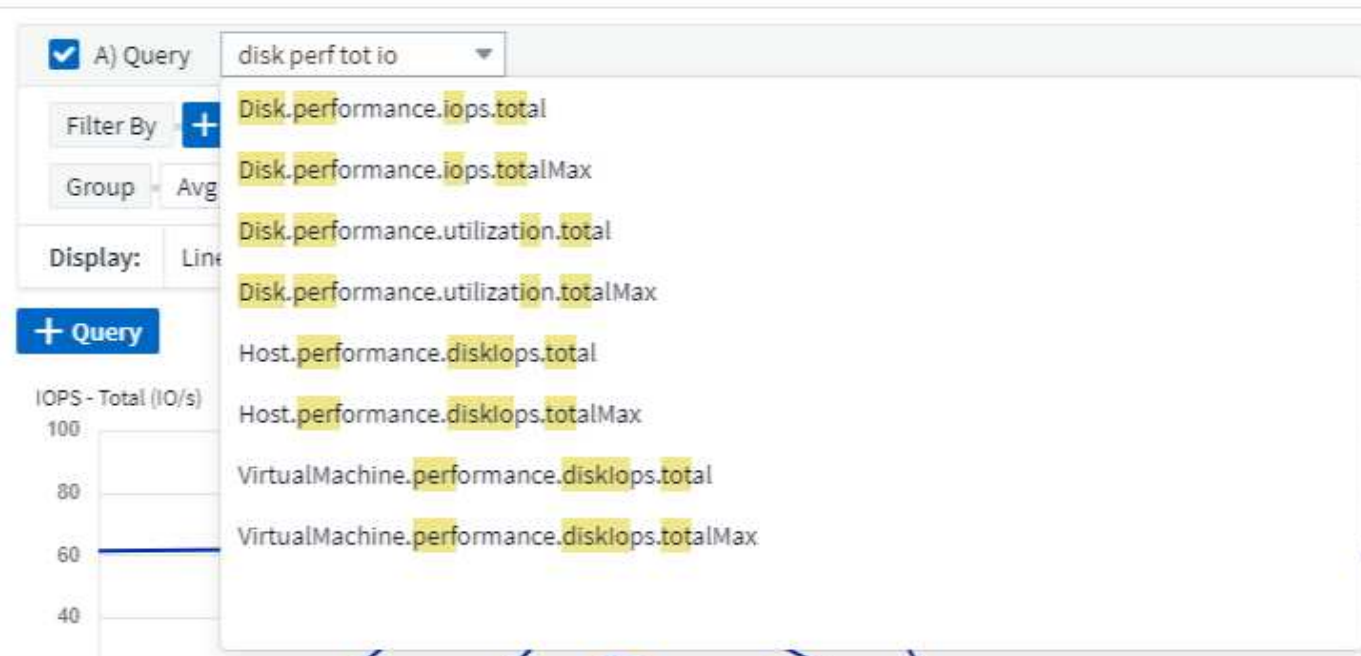 A) Query disk perf tot io
Disk.performance.iops.total
Filter By +
Disk.performance.iops.totalMax
Group Avg
Disk.performance.utilization.total
Display: Line
Disk.performance.utilization.totalMax
+ Query
Host.performance.diskIops.total
IOPS - Total (IO/s)
Host.performance.diskIops.totalMax
100
VirtualMachine.performance.diskIops.total
80
VirtualMachine.performance.diskIops.totalMax
60
40